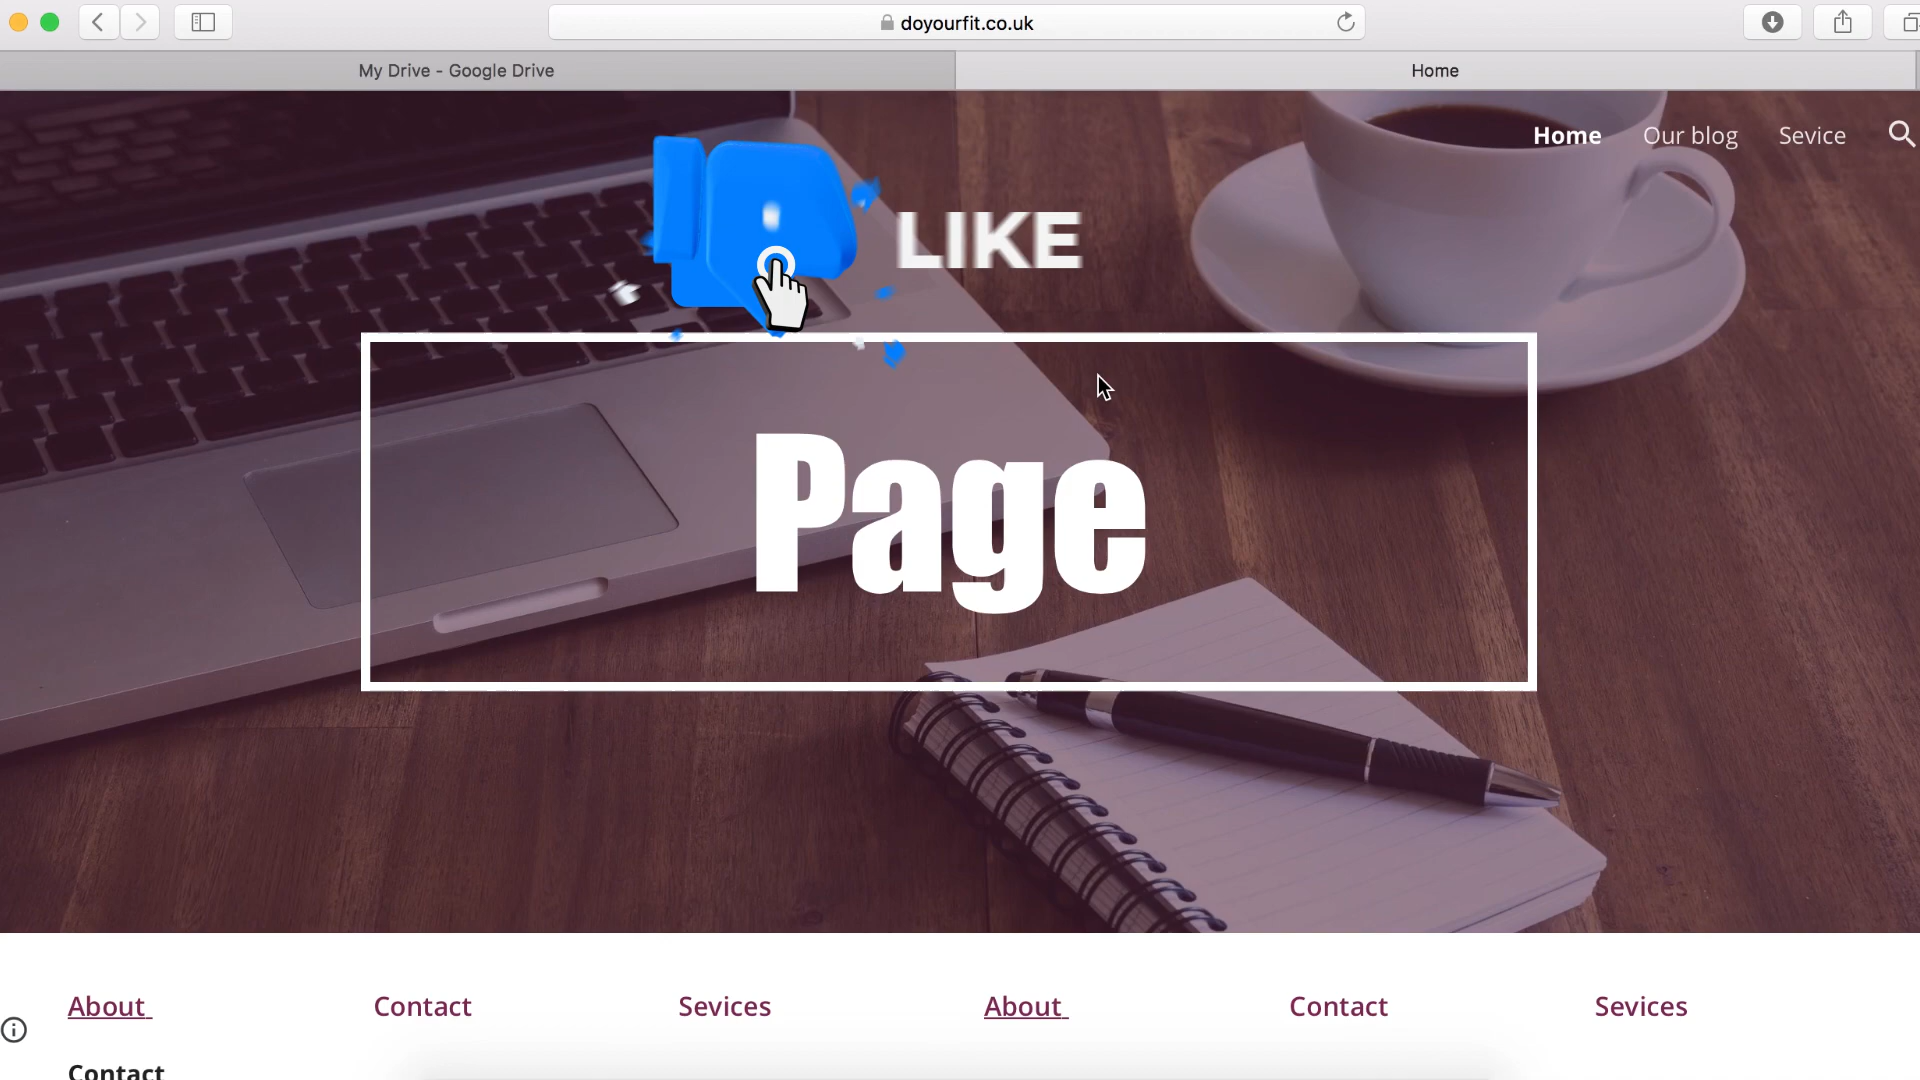 doyourfit.co.uk
My Drive - Google Drive
Home
Home Our blog Sevice
LIKE
Page
About Contact Sevices About Contact Sevices
Contact